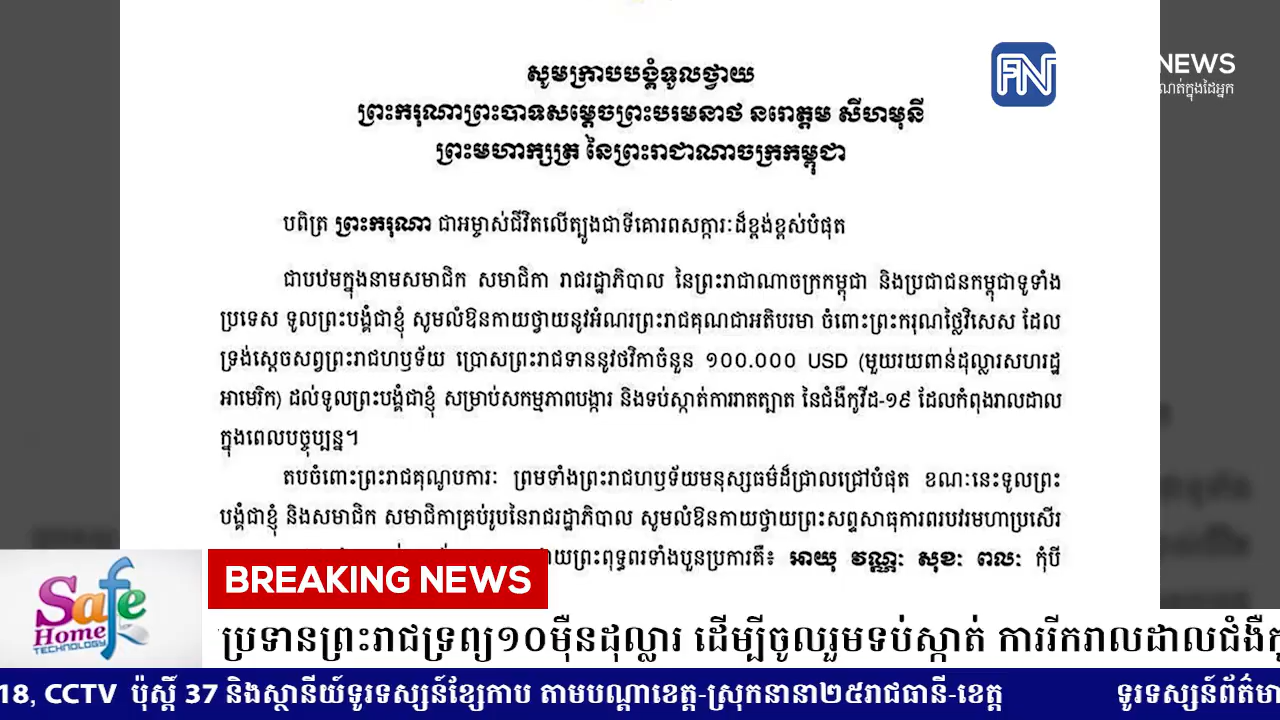 សូមក្រាបបង្គំទូលថ្វាយ
ព្រះករុណាព្រះបាទសម្តេចព្រះបរមនាថ នរោត្តម សីហមុនី
ព្រះមហាក្សត្រ នៃព្រះរាជាណាចក្រកម្ពុជា
FN
NEWS
ណត់ក្នុងដៃអ្នក
បពិត្រ ព្រះករុណា ជាអម្ចាស់ជីវិតលើត្បូងជាទីគោរពសក្ការៈដ៏ខ្ពង់ខ្ពស់បំផុត
ជាបឋមក្នុងនាមសមាជិក សមាជិកា រាជរដ្ឋាភិបាល នៃព្រះរាជាណាចក្រកម្ពុជា និងប្រជាជនកម្ពុជាទូទាំង
ប្រទេស ទូលព្រះបង្គំជាខ្ញុំ សូមលំឱនកាយថ្វាយនូវអំណរព្រះរាជគុណជាអតិបរមា ចំពោះព្រះករុណថ្លៃវិសេស ដែល
ទ្រង់ស្តេចសព្វព្រះរាជហឫទ័យ ប្រោសព្រះរាជទាននូវថវិកាចំនួន ១០០.០០០ USD (មួយរយពាន់ដុល្លារសហរដ្ឋ
អាមេរិក) ដល់ទូលព្រះបង្គំជាខ្ញុំ សម្រាប់សកម្មភាពបង្ការ និងទប់ស្កាត់ការរាតត្បាត នៃជំងឺកូវីដ-១៩ ដែលកំពុងរាលដាល
ក្នុងពេលបច្ចុប្បន្ន។
តបចំពោះព្រះរាជគុណូបការៈ ព្រមទាំងព្រះរាជហឫទ័យមនុស្សធម៌ដ៏ជ្រាលជ្រៅបំផុត ខណៈនេះទូលព្រះ
បង្គំជាខ្ញុំ និងសមាជិក សមាជិកាគ្រប់រូបនៃរាជរដ្ឋាភិបាល សូមលំឱនកាយថ្វាយព្រះសព្ទសាធុការពរបវរមហាប្រសើរ
ាយព្រះពុទ្ធពរទាំងបួនប្រការគឺ៖ អាយុ វណ្ណៈ សុខៈ ពលៈ កុំបី
Safe
Home
TECHNOLOGY
BREAKING NEWS
ប្រទានព្រះរាជទ្រព្យ១០ម៉ឺនដុល្លារ ដើម្បីចូលរួមទប់ស្កាត់ ការរីករាលដាលជំងឺកូ
18, CCTV ប៉ុស្តិ៍ 37 និងស្ថានីយ៍ទូរទស្សន៍ខ្សែកាប តាមបណ្តាខេត្ត-ស្រុកនានា២៥រាជធានី-ខេត្ត ទូរទស្សន៍ព័ត៌មា